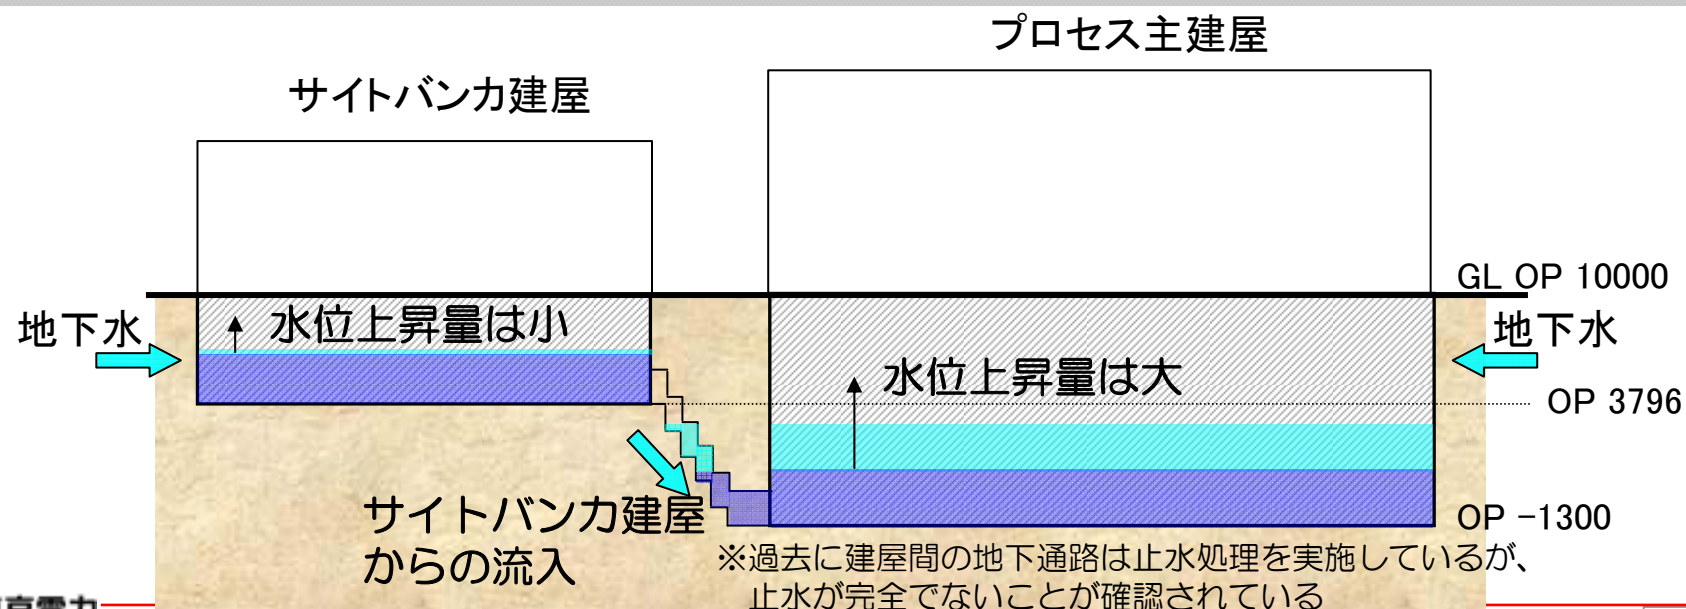 プロセス主建屋
サイトバンカ建屋
GL OP 10000
地下水
水位上昇量は小
地下水
水位上昇量は大
OP 3796
サイトバンカ建屋
からの流入
OP -1300
※過去に建屋間の地下通路は止水処理を実施しているが、
止水が完全でないことが確認されている